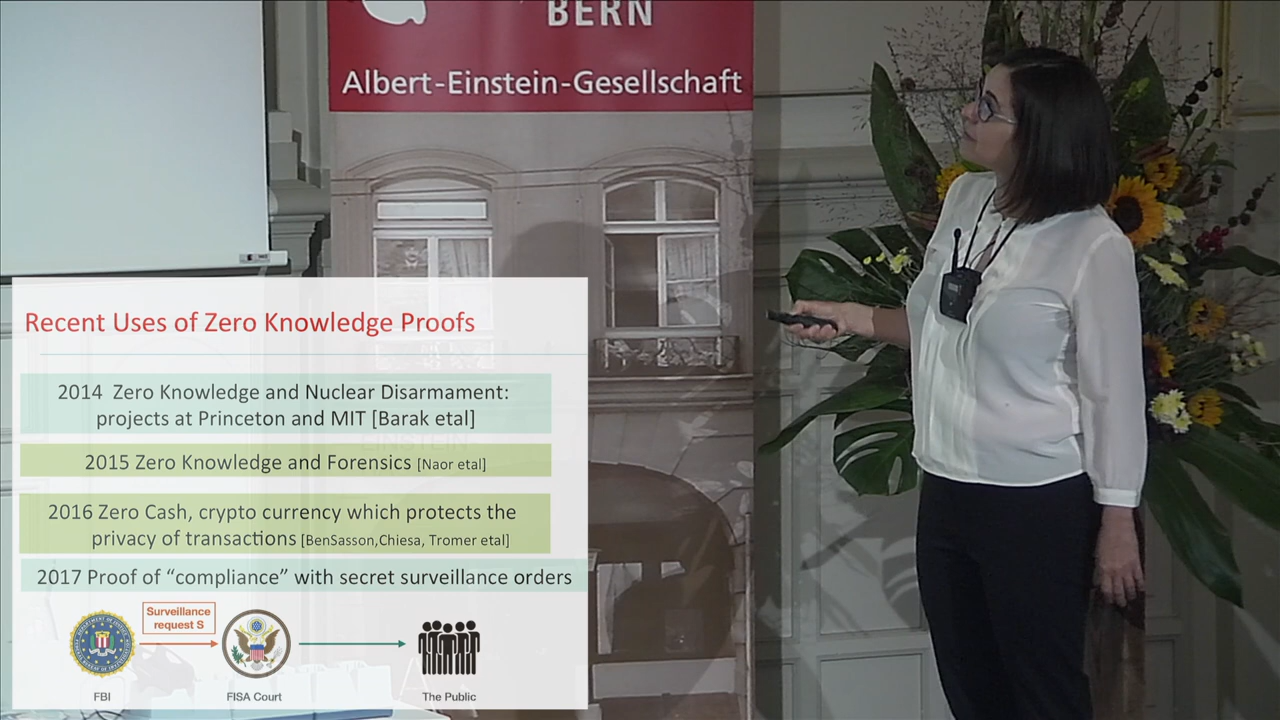 BERN
Albert-Einstein-Gesellschaft
Recent Uses of Zero Knowledge Proofs
2014 Zero Knowledge and Nuclear Disarmament:
projects at Princeton and MIT [Barak etal]
2015 Zero Knowledge and Forensics [Naor etal]
2016 Zero Cash, crypto currency which protects the
privacy of transactions [BenSasson,Chiesa, Tromer etal]
2017 Proof of “compliance” with secret surveillance orders
Surveillance
request S
FBI
FISA Court
The Public